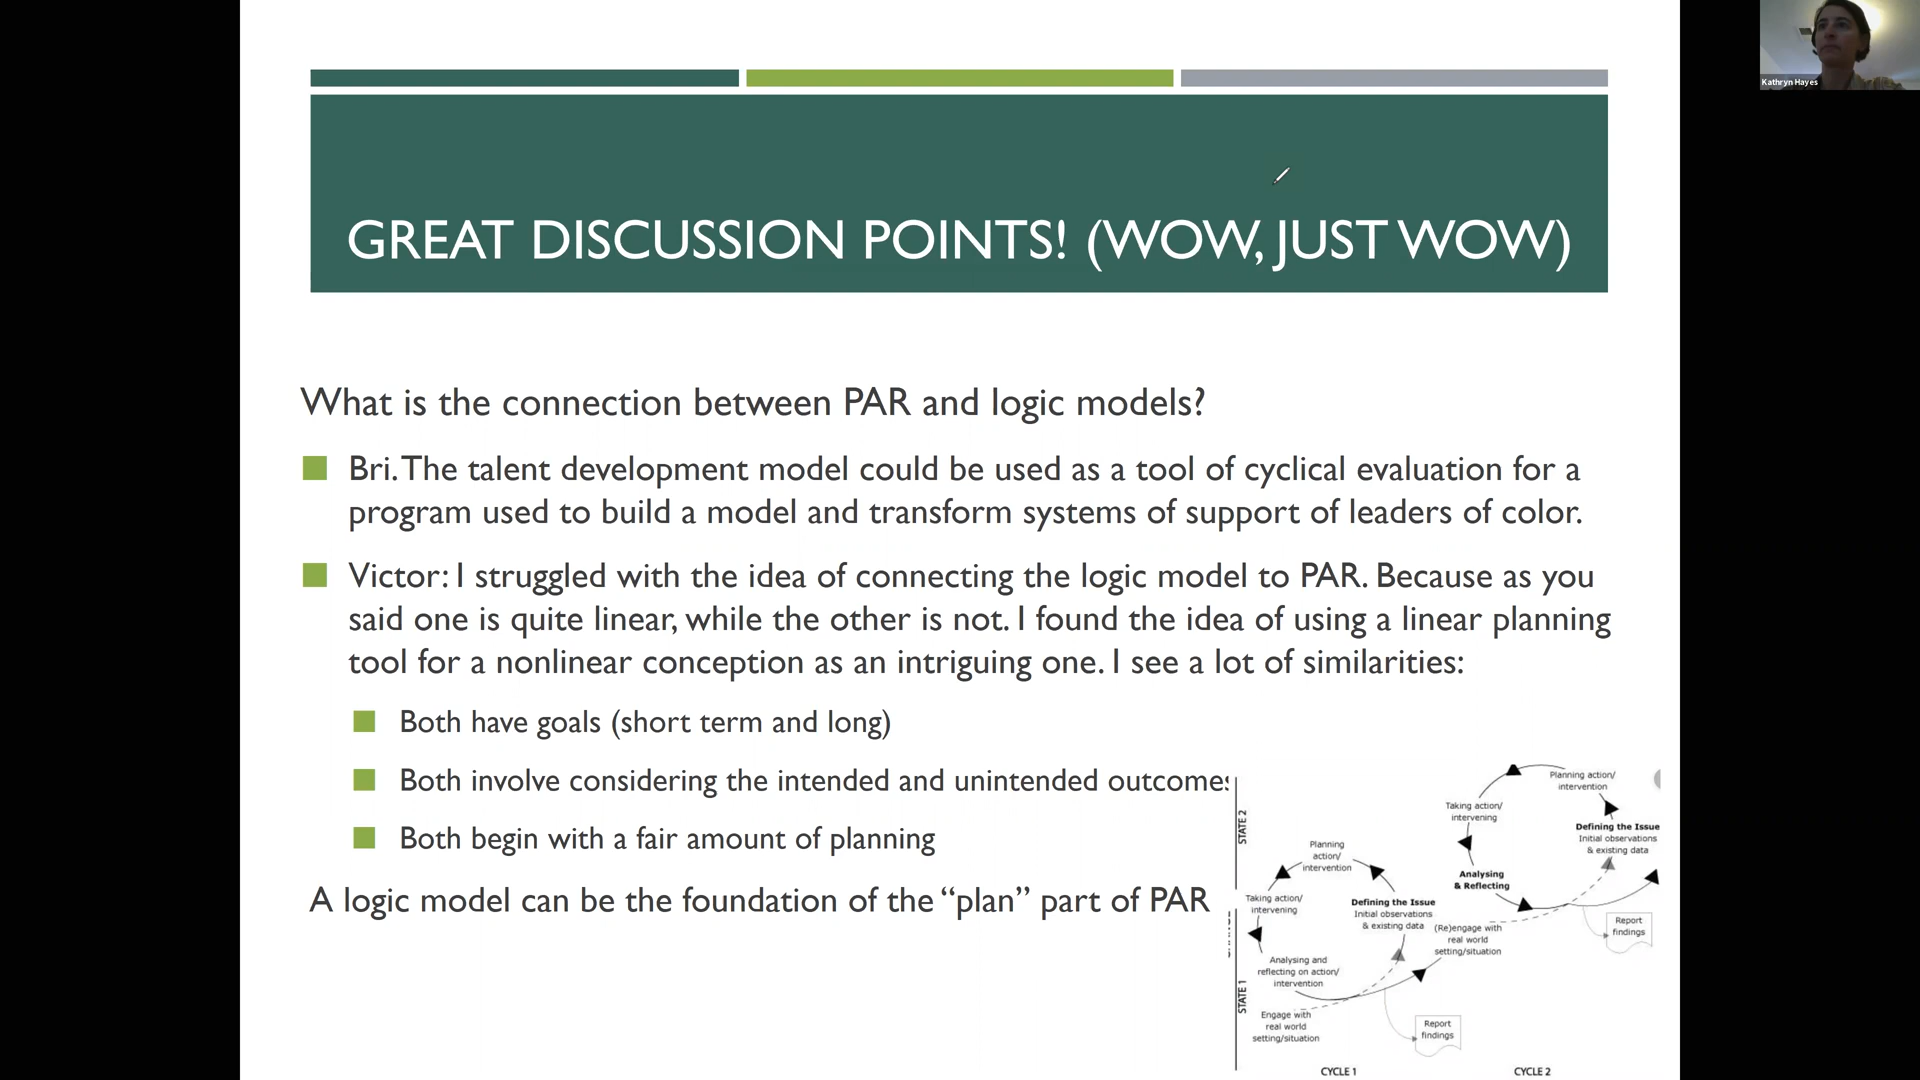 Kathryn Hayes
GREAT DISCUSSION POINTS! (WOW, JUST WOW)
What is the connection between PAR and logic models?
Bri. The talent development model could be used as a tool of cyclical evaluation for a
program used to build a model and transform systems of support of leaders of color.
Victor: I struggled with the idea of connecting the logic model to PAR. Because as you
said one is quite linear, while the other is not. I found the idea of using a linear planning
tool for a nonlinear conception as an intriguing one. I see a lot of similarities:
Both have goals (short term and long)
Both involve considering the intended and unintended outcomes
Both begin with a fair amount of planning
A logic model can be the foundation of the “plan” part of PAR
STATE 2
STATE 1
Planning
action/
intervention
Taking action/
intervening
Defining the Issue
Initial observations
& existing data
Analysing and
reflecting on action/
intervention
Engage with
real world
setting/situation
Report
findings
CYCLE 1
Planning action/
intervention
Taking action/
intervening
Defining the Issue
Initial observations
& existing data
Analysing
& Reflecting
(Re)engage with
real world
setting/situation
Report
findings
CYCLE 2